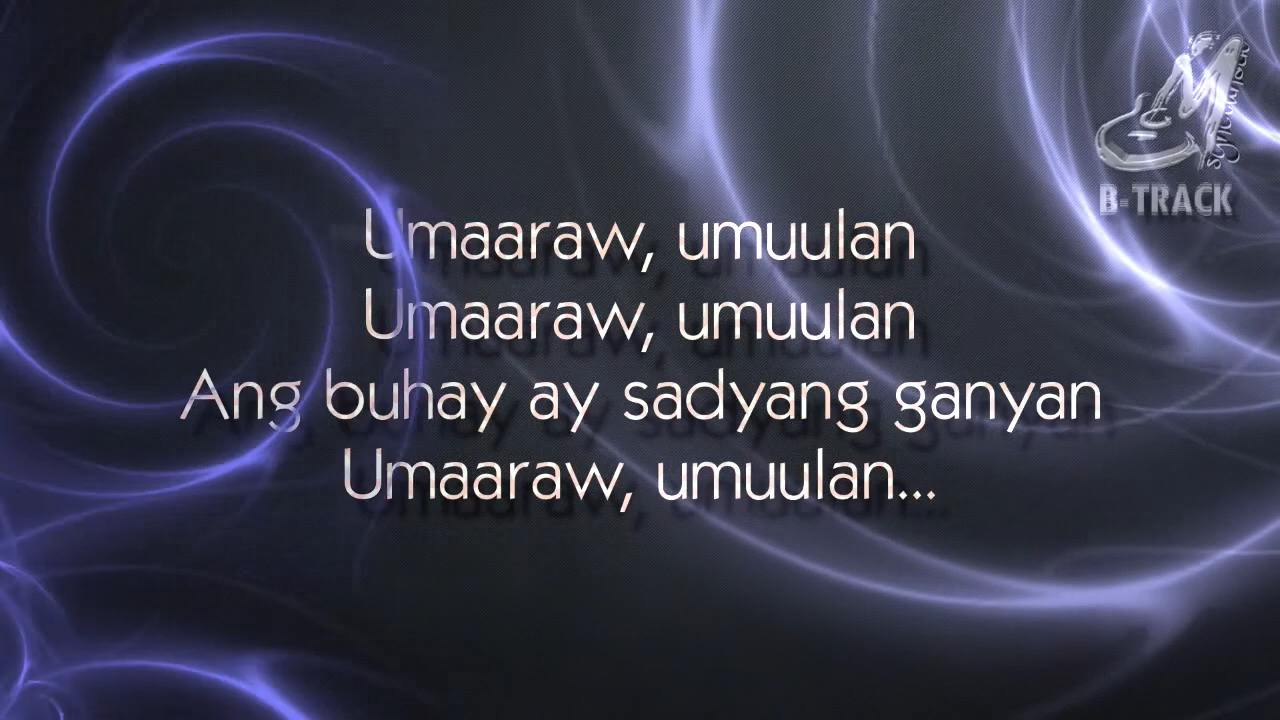 B-TRACK
Umaaraw, umuulan
Umaaraw, umuulan
Ang buhay ay sadyang ganyan
Umaaraw, umuulan...